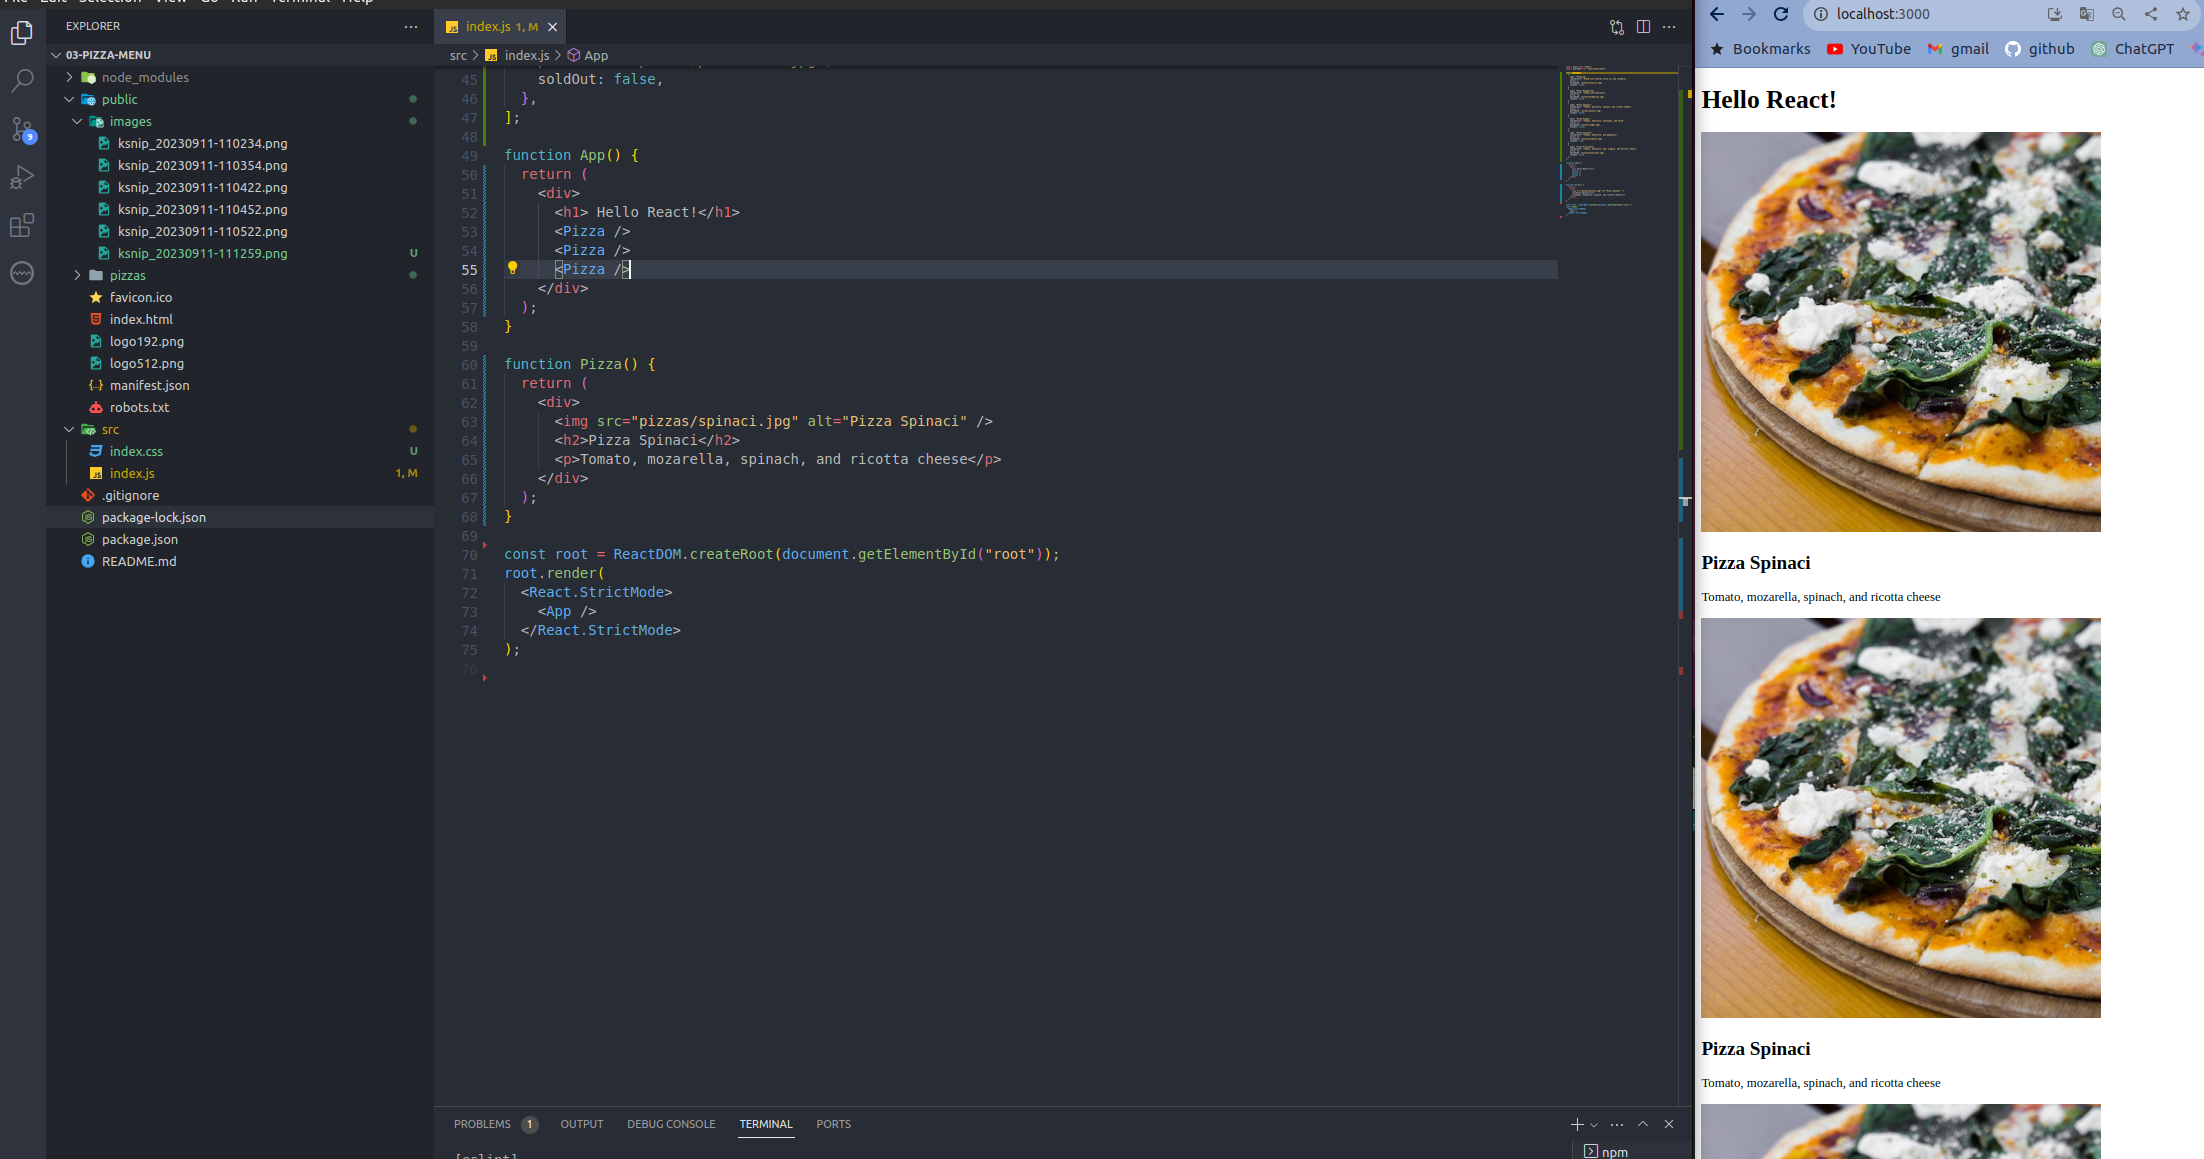 File Edit Selection View Go Run Terminal Help
EXPLORER
03-PIZZA-MENU
node_modules
public
images
ksnip_20230911-110234.png
ksnip_20230911-110354.png
ksnip_20230911-110422.png
ksnip_20230911-110452.png
ksnip_20230911-110522.png
ksnip_20230911-111259.png U
pizzas
favicon.ico
index.html
logo192.png
logo512.png
manifest.json
robots.txt
src
index.css U
index.js 1, M
.gitignore
package-lock.json
package.json
README.md
9
index.js 1, M
src > index.js > App
45 soldOut: false,
46 },
47 ];
48
49 function App() {
50 return (
51 <div>
52 <h1> Hello React!</h1>
53 <Pizza />
54 <Pizza />
55 <Pizza />
56 </div>
57 );
58 }
59
60 function Pizza() {
61 return (
62 <div>
63 <img src="pizzas/spinaci.jpg" alt="Pizza Spinaci" />
64 <h2>Pizza Spinaci</h2>
65 <p>Tomato, mozarella, spinach, and ricotta cheese</p>
66 </div>
67 );
68 }
69
70 const root = ReactDOM.createRoot(document.getElementById("root"));
71 root.render(
72 <React.StrictMode>
73 <App />
74 </React.StrictMode>
75 );
76
PROBLEMS 1 OUTPUT DEBUG CONSOLE TERMINAL PORTS
[eslint]
npm
localhost:3000
Bookmarks YouTube gmail github ChatGPT
Hello React!
Pizza Spinaci
Tomato, mozarella, spinach, and ricotta cheese
Pizza Spinaci
Tomato, mozarella, spinach, and ricotta cheese